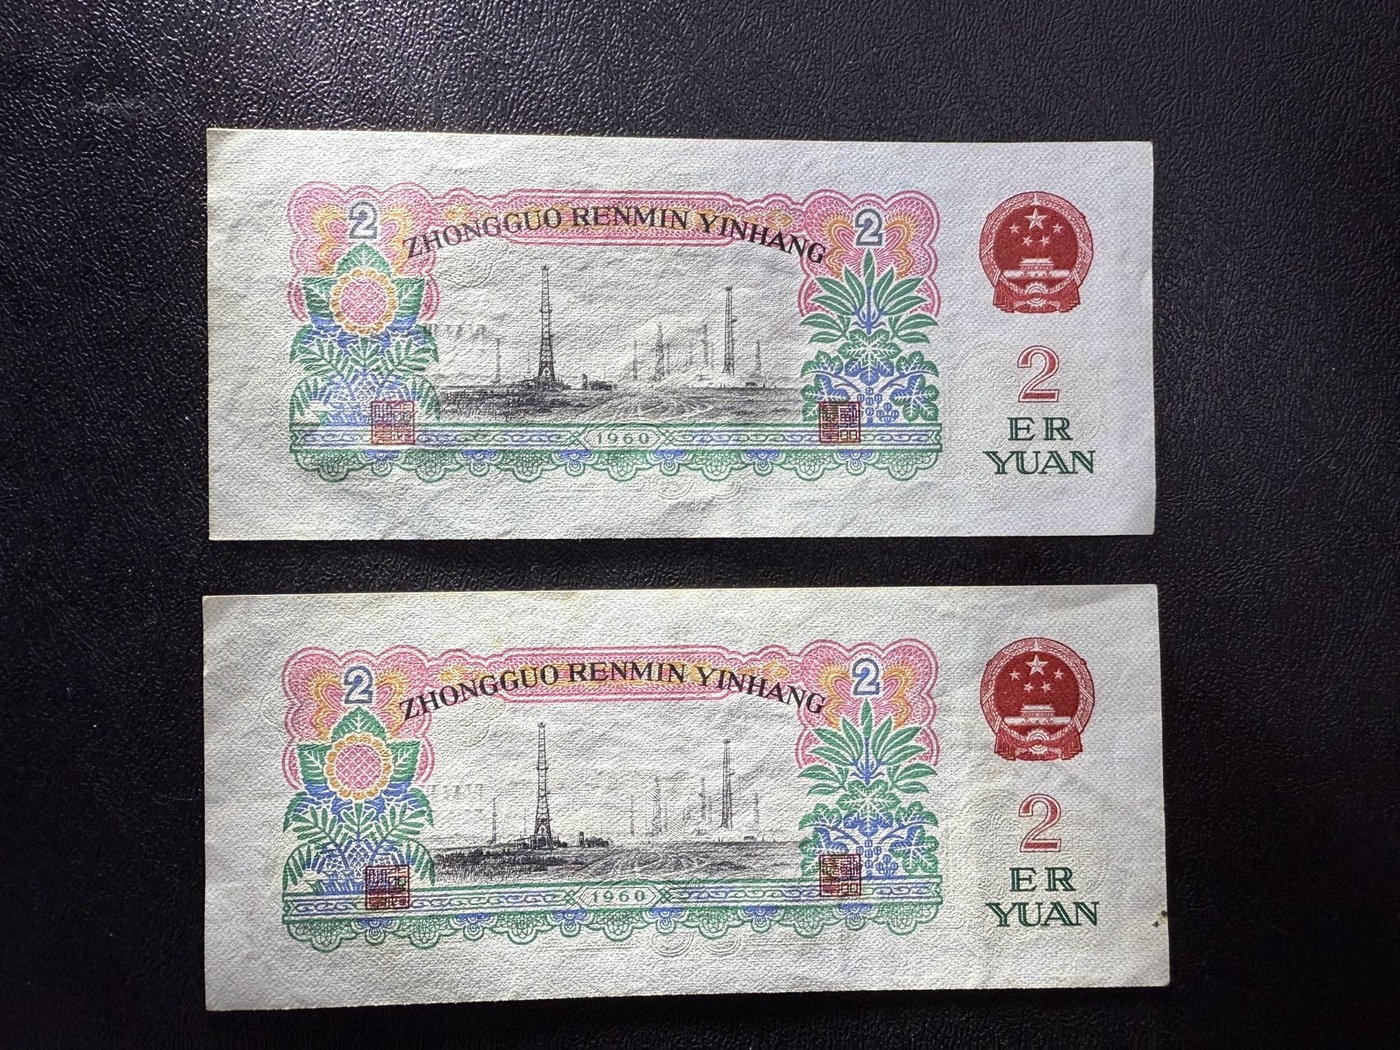 2 ZHONGGUO RENMIN YINHANG 2
2
ER
YUAN
1960
2 ZHONGGUO RENMIN YINHANG 2
2
ER
YUAN
1960